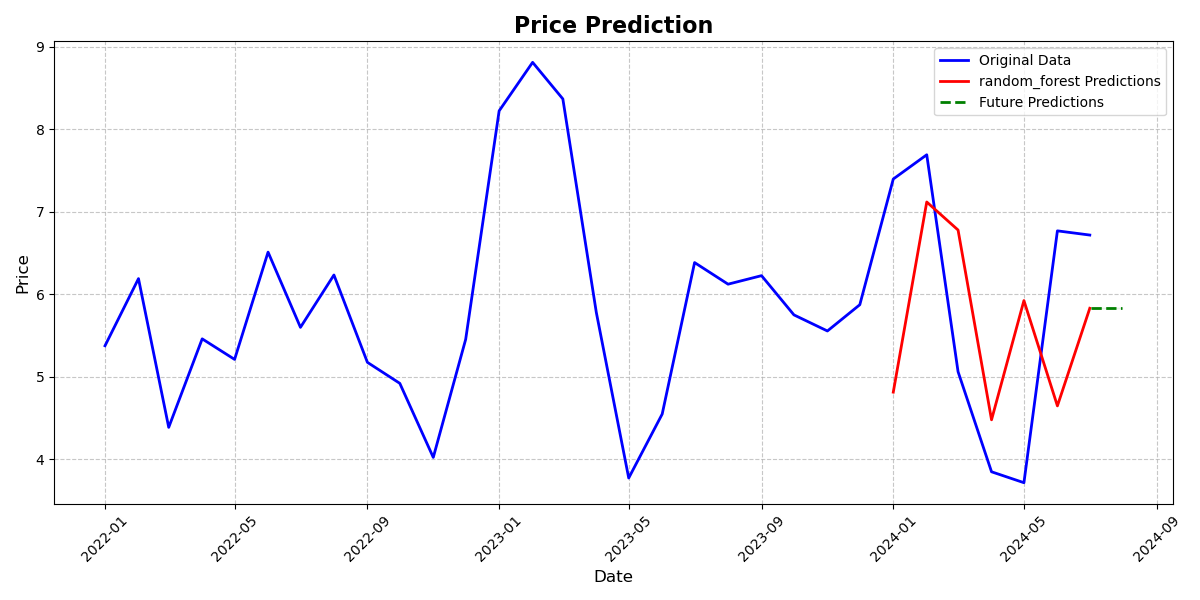 Price Prediction
Original Data
random_forest Predictions
Future Predictions
Price
9
8
7
6
5
4
2022-01
2022-05
2022-09
2023-01
2023-05
2023-09
2024-01
2024-05
2024-09
Date